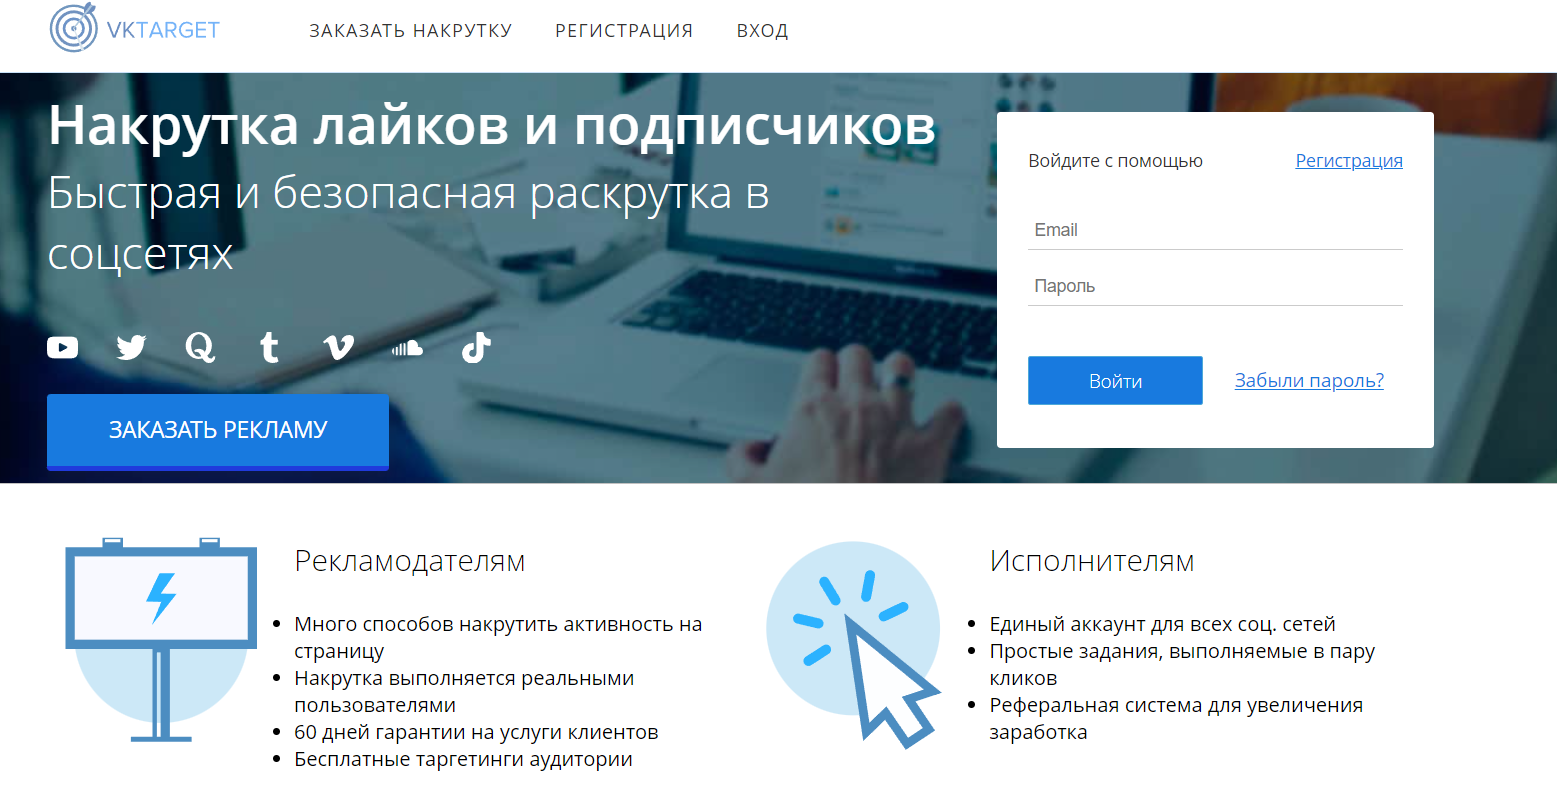 VKTARGET
ЗАКАЗАТЬ НАКРУТКУ
РЕГИСТРАЦИЯ
ВХОД
Накрутка лайков и подписчиков
Быстрая и безопасная раскрутка в
соцсетях
ЗАКАЗАТЬ РЕКЛАМУ
Войдите с помощью
Регистрация
Email
Пароль
Войти
Забыли пароль?
Рекламодателям
Много способов накрутить активность на
страницу
Накрутка выполняется реальными
пользователями
60 дней гарантии на услуги клиентов
Бесплатные таргетинги аудитории
Исполнителям
Единый аккаунт для всех соц. сетей
Простые задания, выполняемые в пару
кликов
Реферальная система для увеличения
заработка